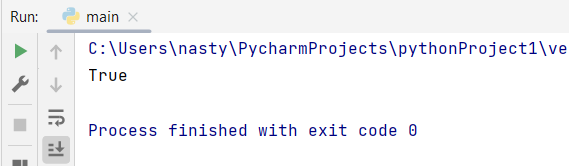 Run: main
C:\Users\nasty\PycharmProjects\pythonProject1\ve
True
Process finished with exit code 0